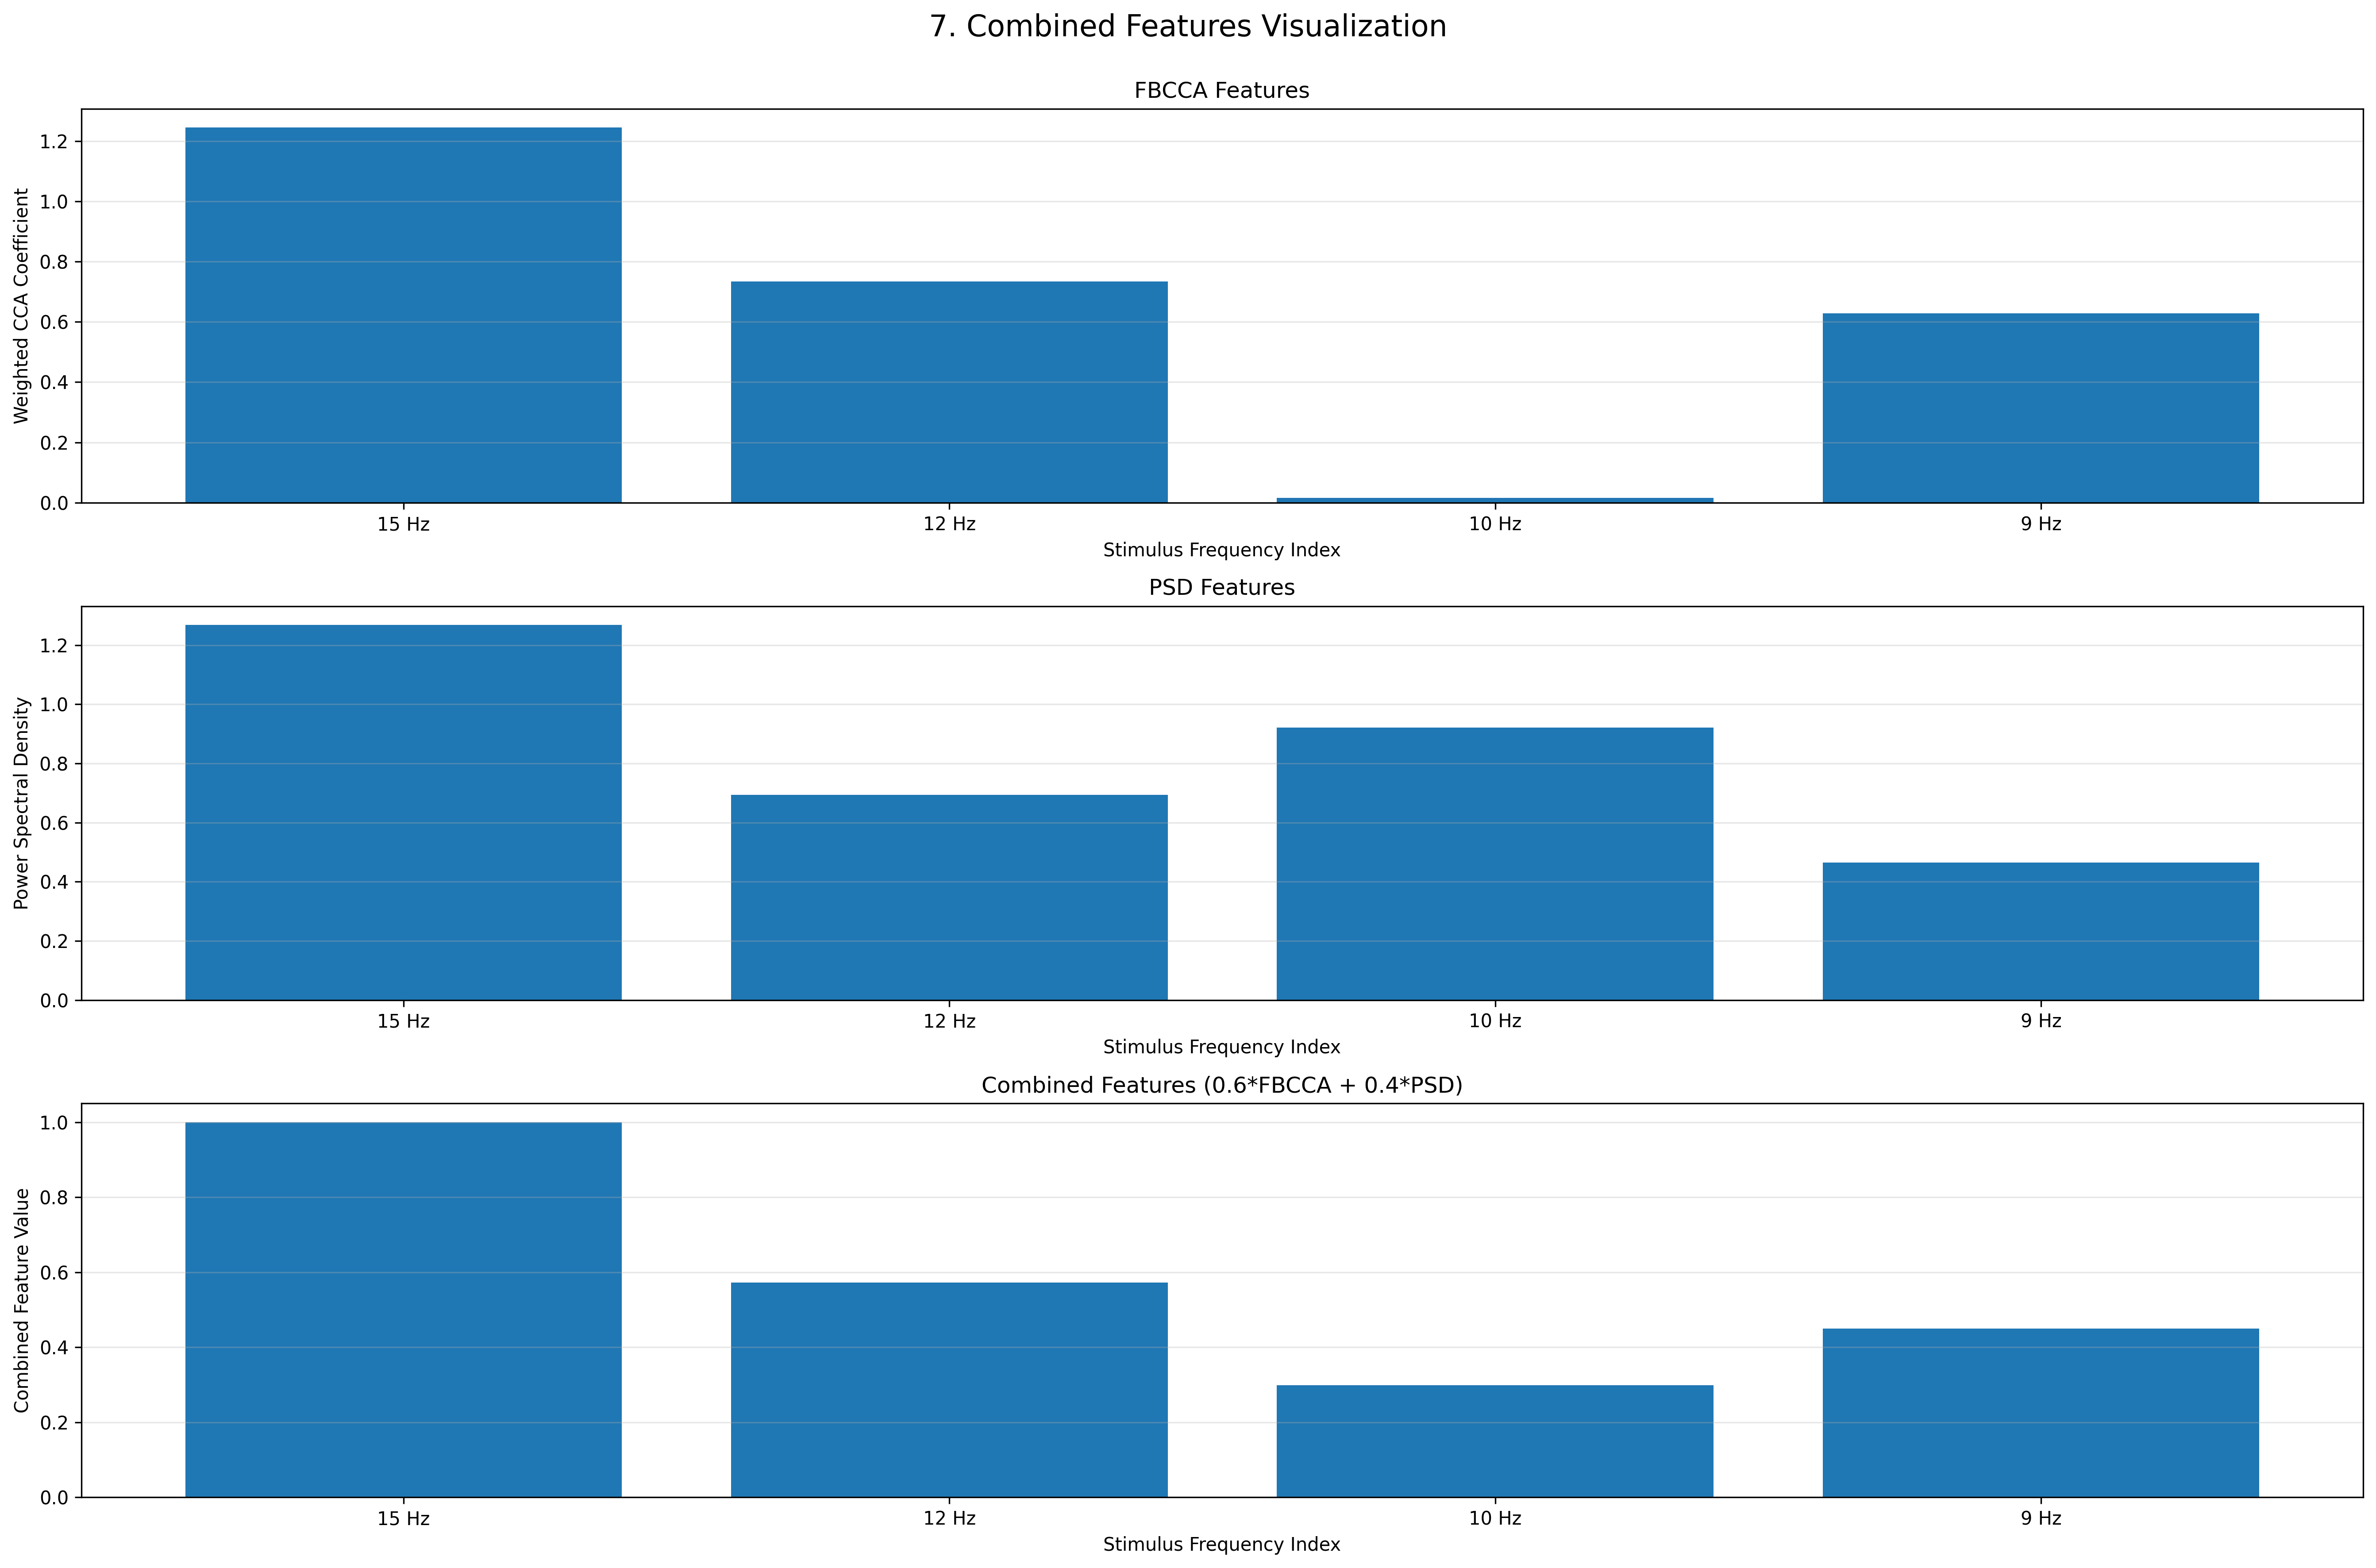 7. Combined Features Visualization
FBCCA Features
Weighted CCA Coefficient
1.2
1.0
0.8
0.6
0.4
0.2
0.0
15 Hz 12 Hz 10 Hz 9 Hz
Stimulus Frequency Index
PSD Features
Power Spectral Density
1.2
1.0
0.8
0.6
0.4
0.2
0.0
15 Hz 12 Hz 10 Hz 9 Hz
Stimulus Frequency Index
Combined Features (0.6*FBCCA + 0.4*PSD)
Combined Feature Value
1.0
0.8
0.6
0.4
0.2
0.0
15 Hz 12 Hz 10 Hz 9 Hz
Stimulus Frequency Index